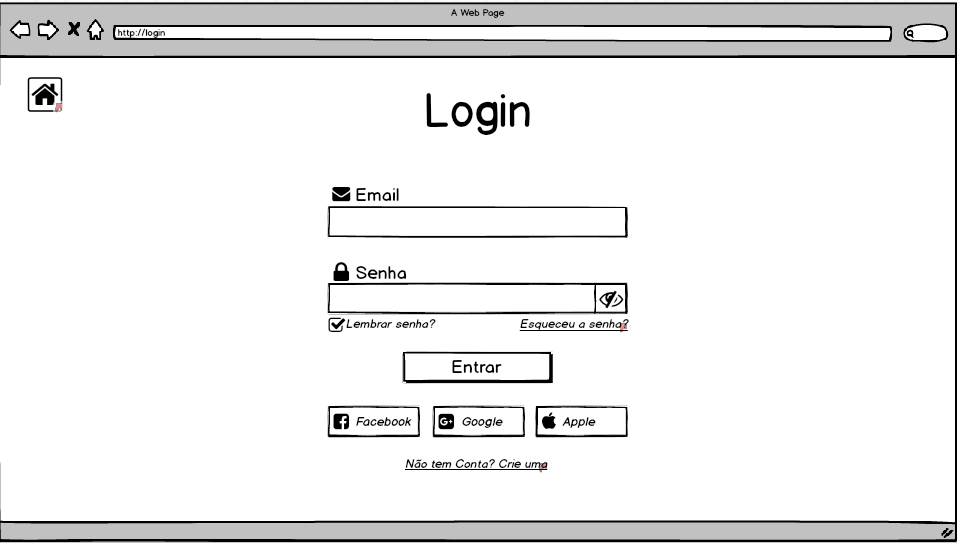 A Web Page
http://login
Login
Email
Senha
Lembrar senha?
Esqueceu a senha?
Entrar
Facebook
Google
Apple
Não tem Conta? Crie uma